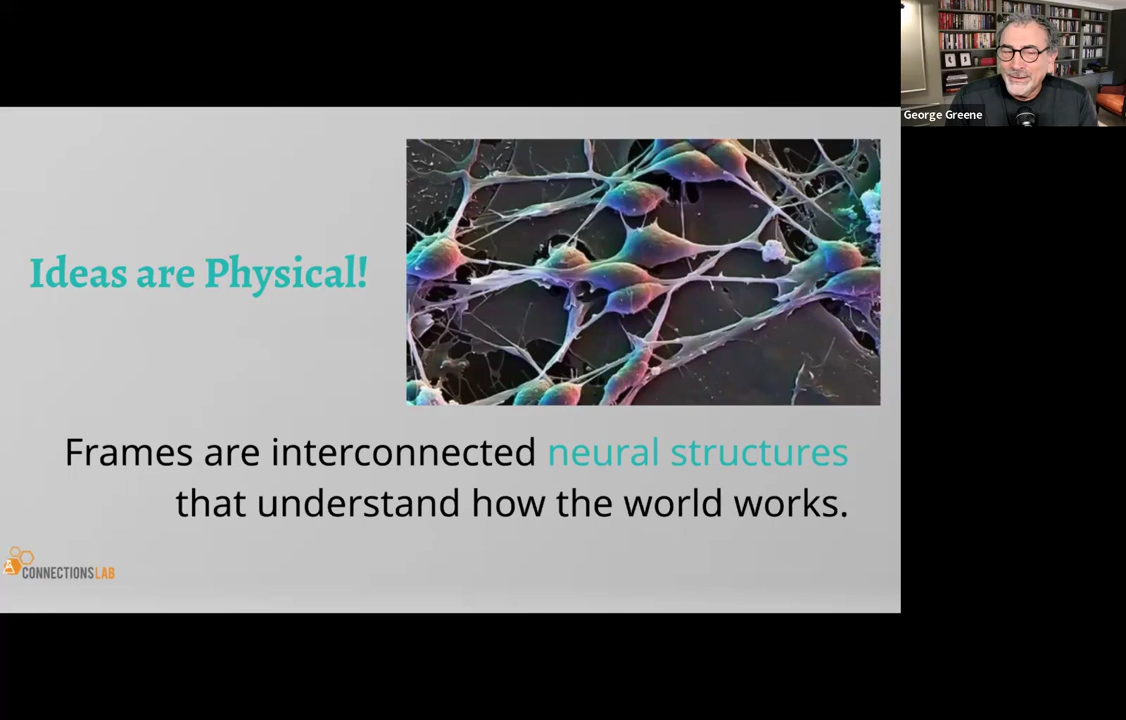 George Greene
Ideas are Physical!
Frames are interconnected neural structures
that understand how the world works.
CONNECTIONSLAB